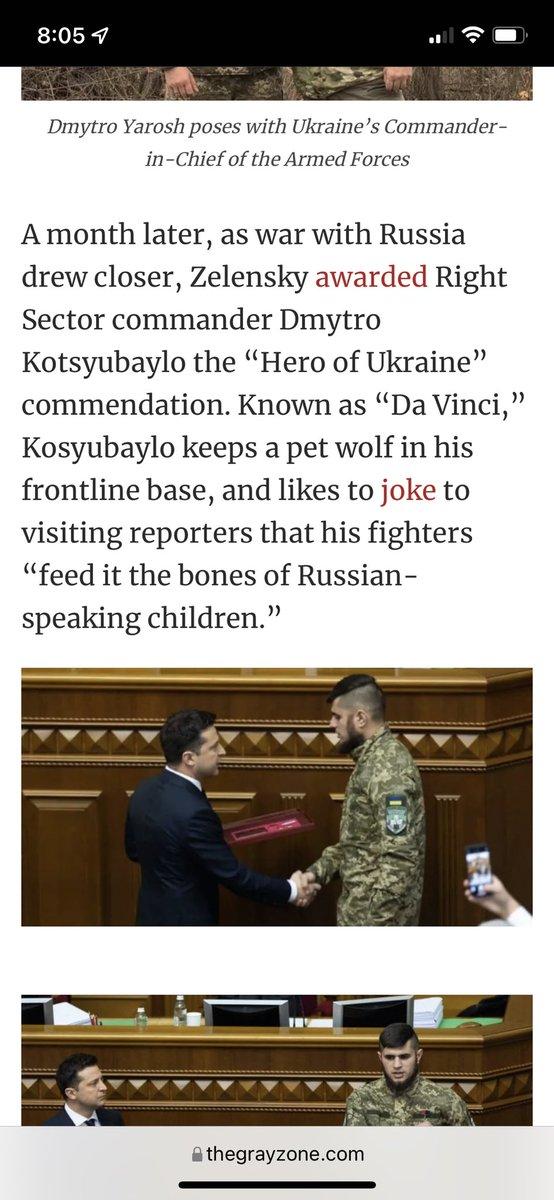 8:05
Dmytro Yarosh poses with Ukraine’s Commander-
in-Chief of the Armed Forces
A month later, as war with Russia
drew closer, Zelensky awarded Right
Sector commander Dmytro
Kotsyubaylo the “Hero of Ukraine”
commendation. Known as “Da Vinci,”
Kosyubaylo keeps a pet wolf in his
frontline base, and likes to joke to
visiting reporters that his fighters
“feed it the bones of Russian-
speaking children.”
thegrayzone.com